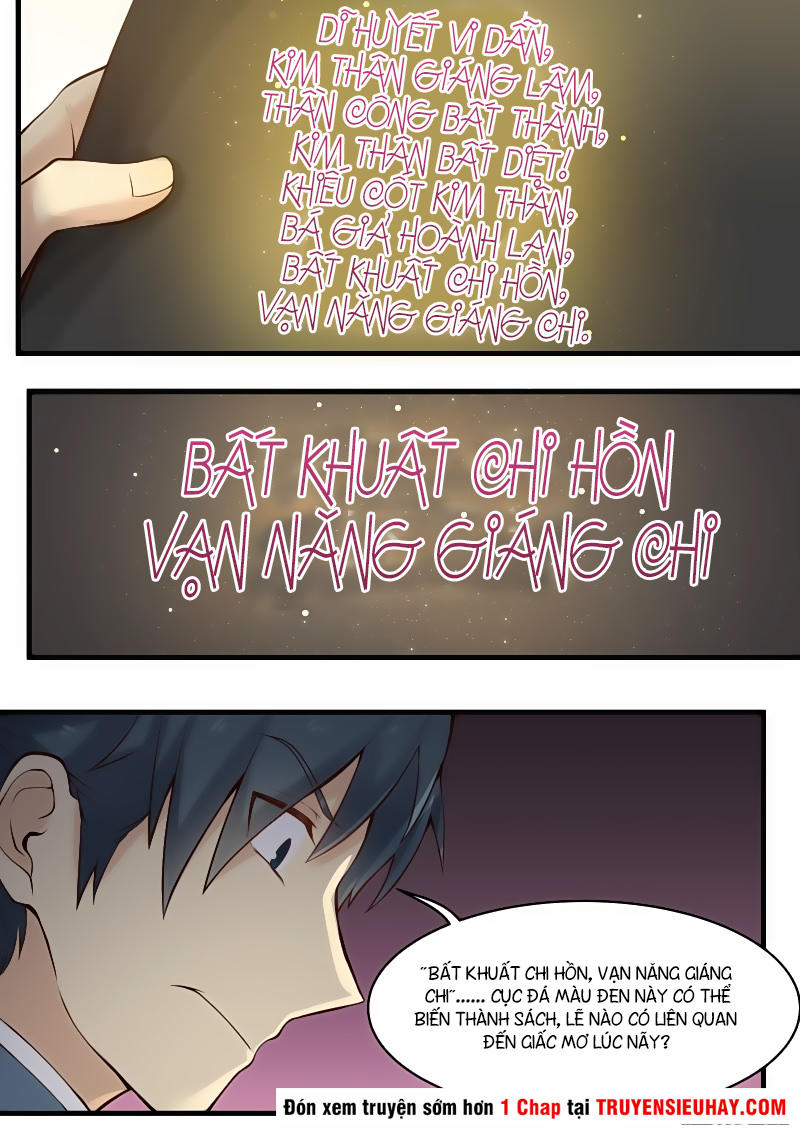 DĨ HUYẾT VI DẪN,
KIM THÂN GIÁNG LÂM,
THẦN CÔNG BẤT THÀNH,
KIM THÂN BẤT DIỆT!
KHIẾU CỐT KIM THÂN,
BÁ GIẢ HOÀNH LAN,
BẤT KHUẤT CHI HỒN,
VẠN NĂNG GIÁNG CHI.
BẤT KHUẤT CHI HỒN
VẠN NĂNG GIÁNG CHI
"BẤT KHUẤT CHI HỒN, VẠN NĂNG GIÁNG
CHI"...... CỤC ĐÁ MÀU ĐEN NÀY CÓ THỂ
BIẾN THÀNH SÁCH, LẼ NÀO CÓ LIÊN QUAN
ĐẾN GIẤC MƠ LÚC NÃY?
Đón xem truyện sớm hơn 1 Chap tại TRUYENSIEUHAY.COM